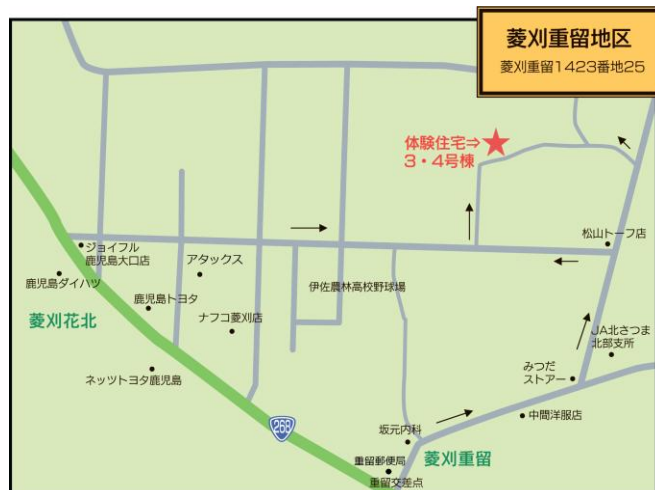 菱刈重留地区
菱刈重留1423番地25
体験住宅⇒
3・4号棟
松山トーフ店
ジョイフル
鹿児島大口店
アタックス
鹿児島ダイハツ
伊佐農林高校野球場
鹿児島トヨタ
菱刈花北
ナフコ菱刈店
JA北さつま
北部支所
ネッツトヨタ鹿児島
みつだ
ストアー
中間洋服店
268
坂元内科
菱刈重留
重留郵便局
重留交差点